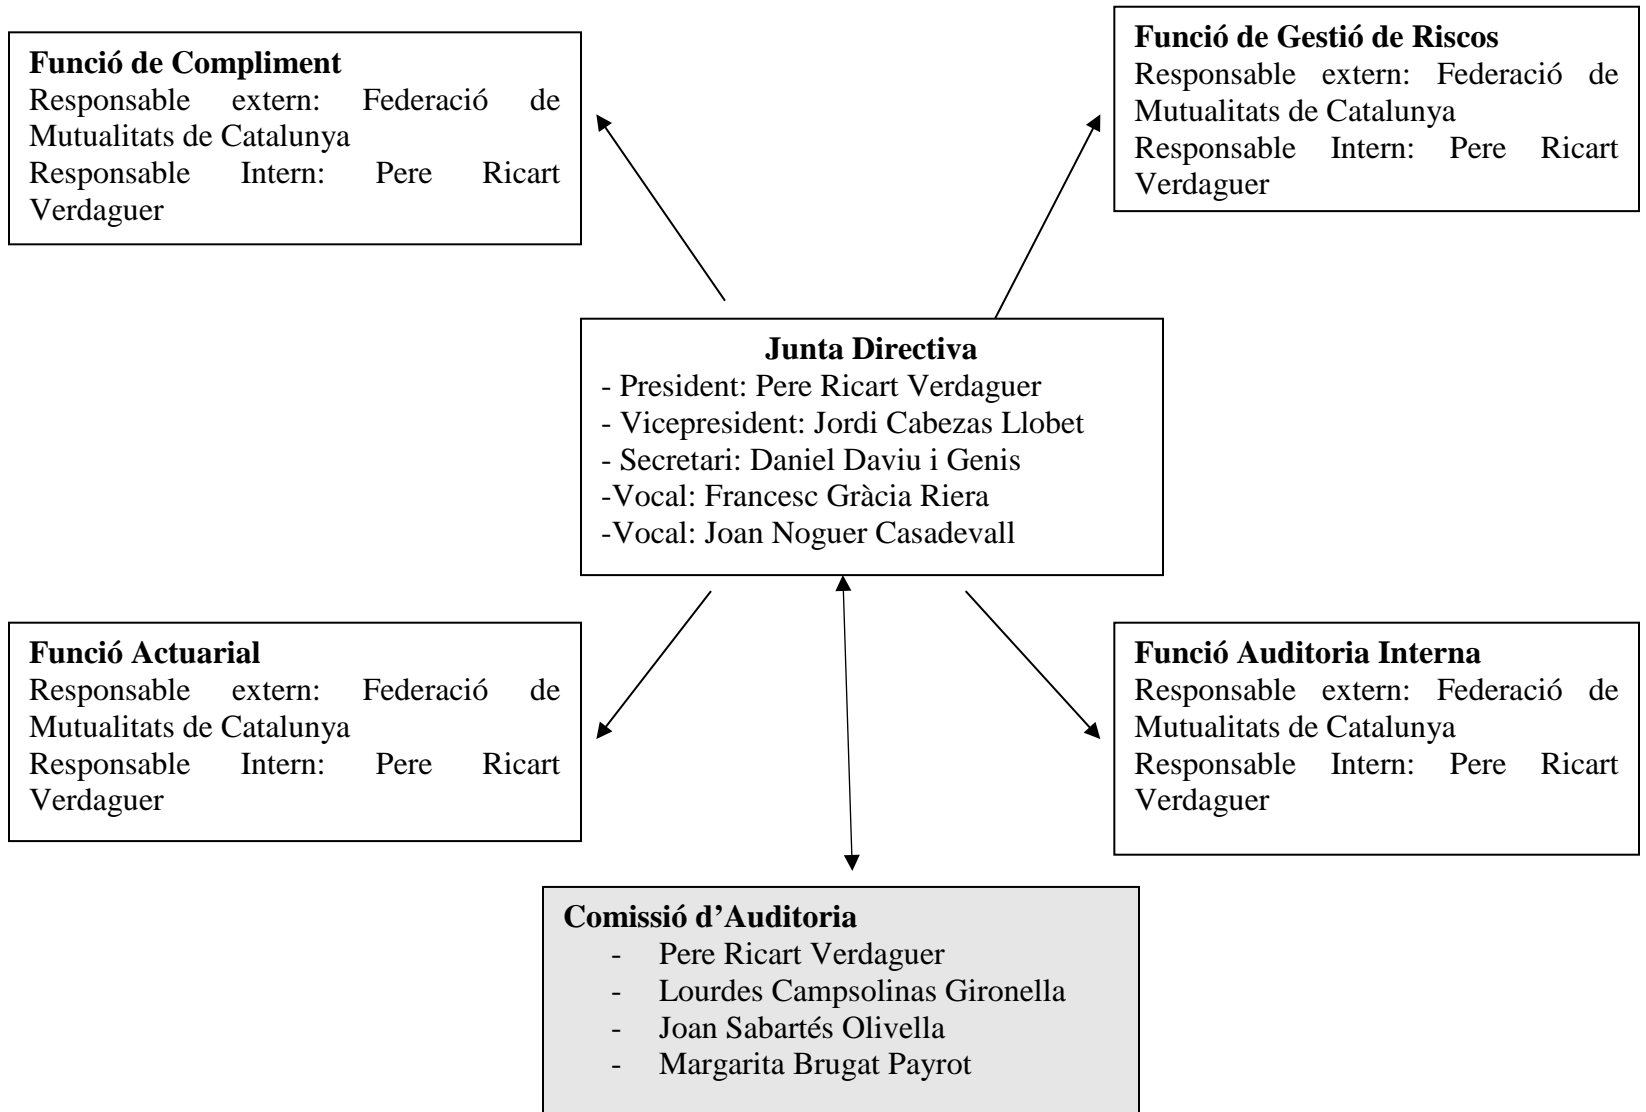 Funció de Compliment
Responsable extern: Federació de
Mutualitats de Catalunya
Responsable Intern: Pere Ricart
Verdaguer
Funció de Gestió de Riscos
Responsable extern: Federació de
Mutualitats de Catalunya
Responsable Intern: Pere Ricart
Verdaguer
Junta Directiva
- President: Pere Ricart Verdaguer
- Vicepresident: Jordi Cabezas Llobet
- Secretari: Daniel Daviu i Genis
-Vocal: Francesc Gràcia Riera
-Vocal: Joan Noguer Casadevall
Funció Actuarial
Responsable extern: Federació de
Mutualitats de Catalunya
Responsable Intern: Pere Ricart
Verdaguer
Funció Auditoria Interna
Responsable extern: Federació de
Mutualitats de Catalunya
Responsable Intern: Pere Ricart
Verdaguer
Comissió d’Auditoria
- Pere Ricart Verdaguer
- Lourdes Campsolinas Gironella
- Joan Sabartés Olivella
- Margarita Brugat Payrot